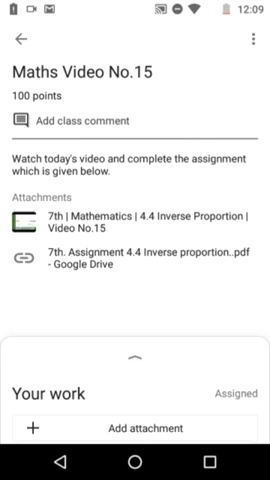 12:09
Maths Video No.15
100 points
Add class comment
Watch today's video and complete the assignment
which is given below.
Attachments
7th | Mathematics | 4.4 Inverse Proportion |
Video No.15
7th. Assignment 4.4 Inverse proportion..pdf
- Google Drive
Your work
Assigned
Add attachment